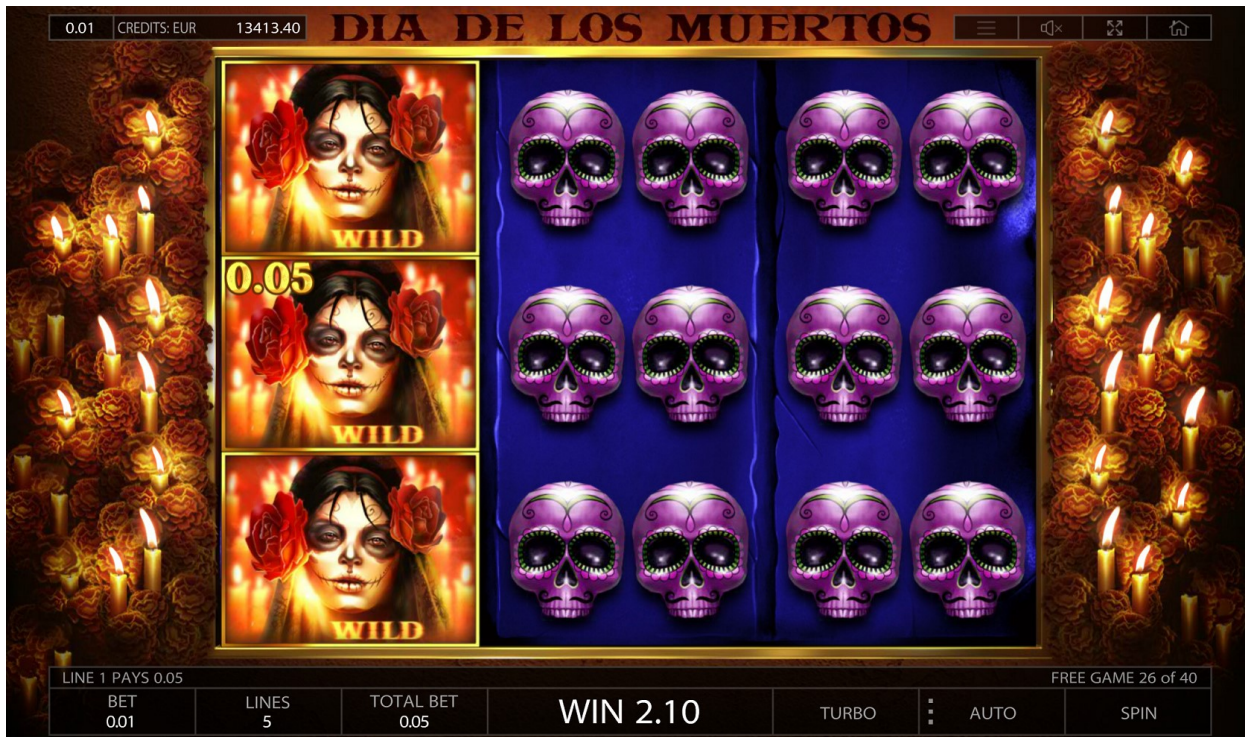 0.01 CREDITS: EUR 13413.40 DIA DE LOS MUERTOS
WILD
0.05
WILD
WILD
LINE 1 PAYS 0.05 FREE GAME 26 of 40
BET LINES TOTAL BET WIN 2.10 TURBO AUTO SPIN
0.01 5 0.05